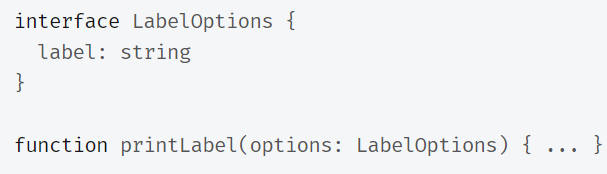 interface LabelOptions {
  label: string
}
function printLabel(options: LabelOptions) { ... }